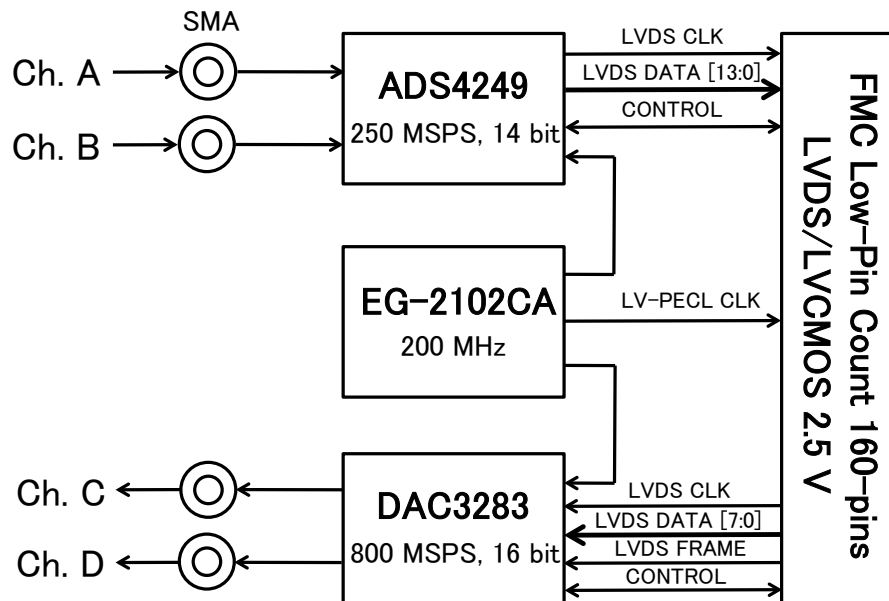 SMA
Ch. A
Ch. B
ADS4249
250 MSPS, 14 bit
LVDS CLK
LVDS DATA [13:0]
CONTROL
EG-2102CA
200 MHz
LV-PECL CLK
Ch. C
Ch. D
DAC3283
800 MSPS, 16 bit
LVDS CLK
LVDS DATA [7:0]
LVDS FRAME
CONTROL
FMC Low-Pin Count 160-pins
LVDS/LVCMOS 2.5 V